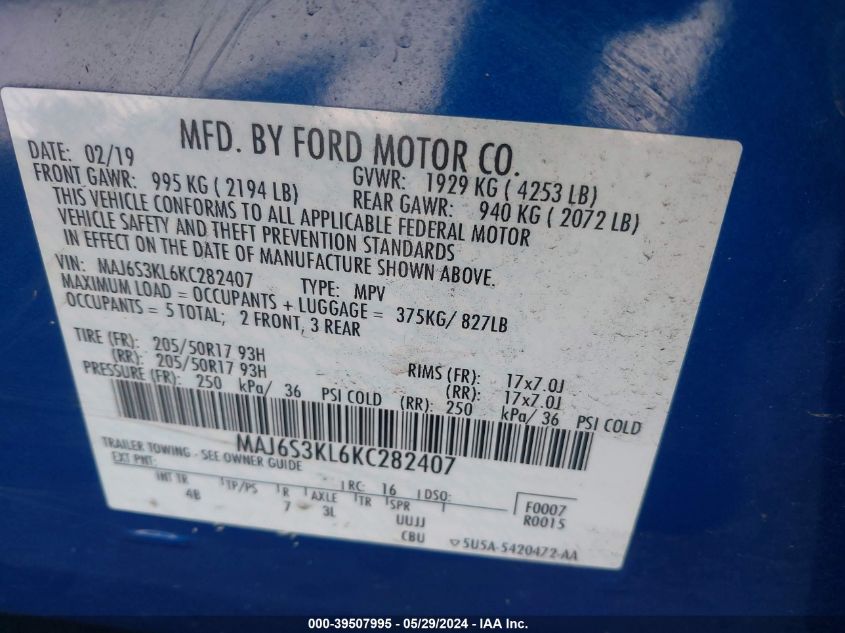 MFD. BY FORD MOTOR CO.
DATE: 02/19 GVWR: 1929 KG ( 4253 LB)
FRONT GAWR: 995 KG ( 2194 LB) REAR GAWR: 940 KG ( 2072 LB)
THIS VEHICLE CONFORMS TO ALL APPLICABLE FEDERAL MOTOR
VEHICLE SAFETY AND THEFT PREVENTION STANDARDS
IN EFFECT ON THE DATE OF MANUFACTURE SHOWN ABOVE.
VIN: MAJ6S3KL6KC282407 TYPE: MPV
MAXIMUM LOAD = OCCUPANTS + LUGGAGE = 375KG/ 827LB
OCCUPANTS = 5 TOTAL; 2 FRONT, 3 REAR
TIRE (FR): 205/50R17 93H RIMS (FR): 17x7.0J
(RR): 205/50R17 93H (RR): 17x7.0J
PRESSURE (FR): 250 kPa/ 36 PSI COLD (RR): 250 kPa/ 36 PSI COLD
MAJ6S3KL6KC282407
TRAILER TOWING - SEE OWNER GUIDE
EXT PNT: RC: 16 DSO:
INT TR TP/PS R AXLE TR SPR
4B 7 3L UUJJ
CBU
F0007
R0015
5U5A-5420472-AA
000-39507995 - 05/29/2024 - IAA Inc.